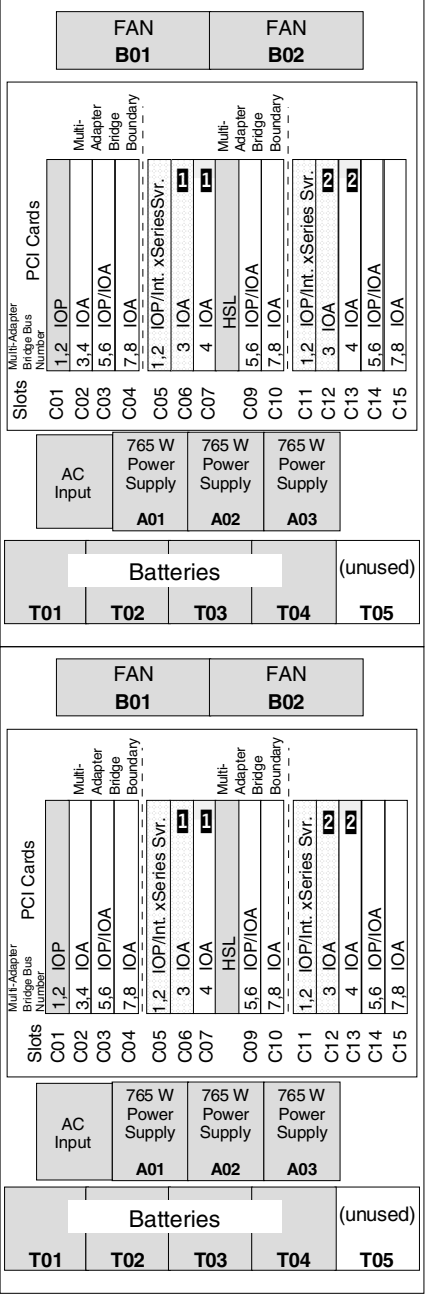 FAN
B01
FAN
B02
Multi-
Adapter
Bridge
Boundary
Multi-
Adapter
Bridge
Boundary
Slots
Multi-Adapter
Bridge Bus
Number
PCI Cards
C01 1,2 IOP
C02 3,4 IOA
C03 5,6 IOP/IOA
C04 7,8 IOA
C05 1,2 IOP/Int. xSeriesSvr.
C06 3 IOA 1
C07 4 IOA 1
HSL
C09 5,6 IOP/IOA
C10 7,8 IOA
C11 1,2 IOP/Int. xSeries Svr.
C12 3 IOA 2
C13 4 IOA 2
C14 5,6 IOP/IOA
C15 7,8 IOA
AC
Input
765 W
Power
Supply
A01
765 W
Power
Supply
A02
765 W
Power
Supply
A03
Batteries
(unused)
T01 T02 T03 T04 T05
FAN
B01
FAN
B02
Multi-
Adapter
Bridge
Boundary
Multi-
Adapter
Bridge
Boundary
Slots
Multi-Adapter
Bridge Bus
Number
PCI Cards
C01 1,2 IOP
C02 3,4 IOA
C03 5,6 IOP/IOA
C04 7,8 IOA
C05 1,2 IOP/Int. xSeries Svr.
C06 3 IOA 1
C07 4 IOA 1
HSL
C09 5,6 IOP/IOA
C10 7,8 IOA
C11 1,2 IOP/Int. xSeries Svr.
C12 3 IOA 2
C13 4 IOA 2
C14 5,6 IOP/IOA
C15 7,8 IOA
AC
Input
765 W
Power
Supply
A01
765 W
Power
Supply
A02
765 W
Power
Supply
A03
Batteries
(unused)
T01 T02 T03 T04 T05